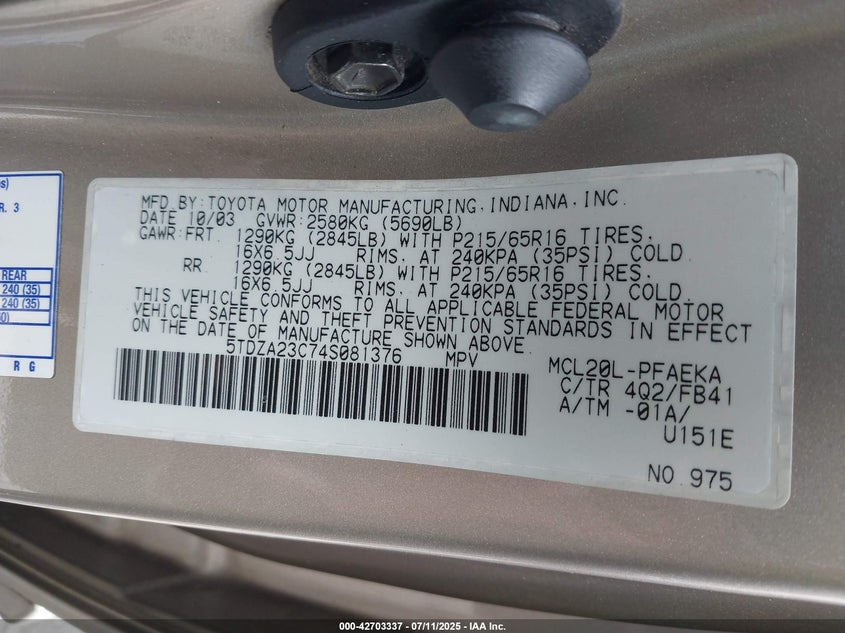 s)
R. 3
REAR
240 (35)
240 (35)
60)
R G
MFD.BY:TOYOTA MOTOR MANUFACTURING,INDIANA,INC.
DATE 10/03 GVWR:2580KG (5690LB)
GAWR:FRT 1290KG (2845LB) WITH P215/65R16 TIRES,
16X6.5JJ RIMS, AT 240KPA (35PSI) COLD.
RR 1290KG (2845LB) WITH P215/65R16 TIRES,
16X6.5JJ RIMS, AT 240KPA (35PSI) COLD.
THIS VEHICLE CONFORMS TO ALL APPLICABLE FEDERAL MOTOR
VEHICLE SAFETY AND THEFT PREVENTION STANDARDS IN EFFECT
ON THE DATE OF MANUFACTURE SHOWN ABOVE.
5TDZA23C74S081376 MPV
MCL20L-PFAEKA
C/TR 4Q2/FB41
A/TM -01A/
U151E
NO.975
000-42703337 - 07/11/2025 - IAA Inc.